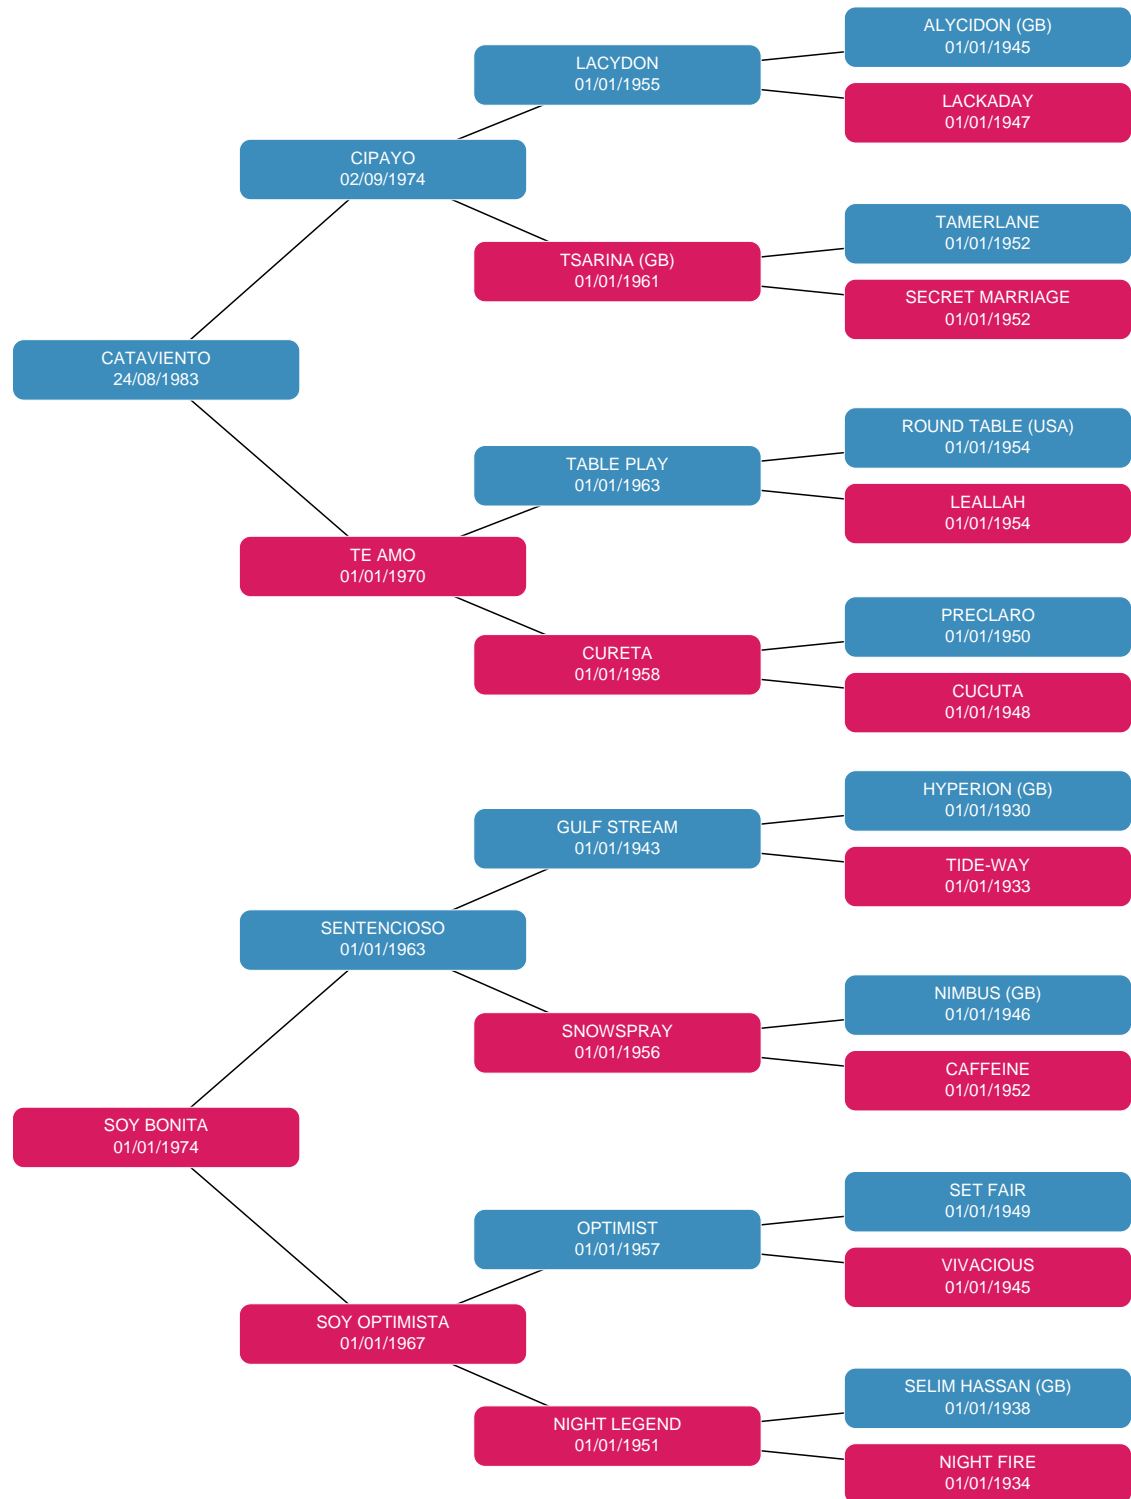 ALYCIDON (GB)
01/01/1945
LACYDON
01/01/1955
LACKADAY
01/01/1947
CIPAYO
02/09/1974
TAMERLANE
01/01/1952
TSARINA (GB)
01/01/1961
SECRET MARRIAGE
01/01/1952
CATAVIENTO
24/08/1983
ROUND TABLE (USA)
01/01/1954
TABLE PLAY
01/01/1963
LEALLAH
01/01/1954
TE AMO
01/01/1970
PRECLARO
01/01/1950
CURETA
01/01/1958
CUCUTA
01/01/1948
HYPERION (GB)
01/01/1930
GULF STREAM
01/01/1943
TIDE-WAY
01/01/1933
SENTENCIOSO
01/01/1963
NIMBUS (GB)
01/01/1946
SNOWSPRAY
01/01/1956
CAFFEINE
01/01/1952
SOY BONITA
01/01/1974
SET FAIR
01/01/1949
OPTIMIST
01/01/1957
VIVACIOUS
01/01/1945
SOY OPTIMISTA
01/01/1967
SELIM HASSAN (GB)
01/01/1938
NIGHT LEGEND
01/01/1951
NIGHT FIRE
01/01/1934